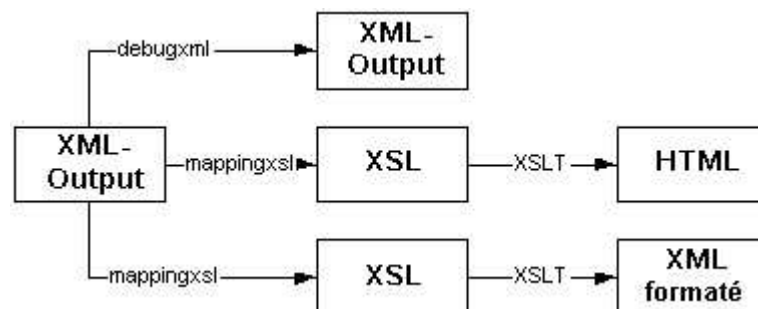 debugxml
XML-
Output
XML-
Output
mappingxsl
XSL
XSLT
HTML
mappingxsl
XSL
XSLT
XML
formaté